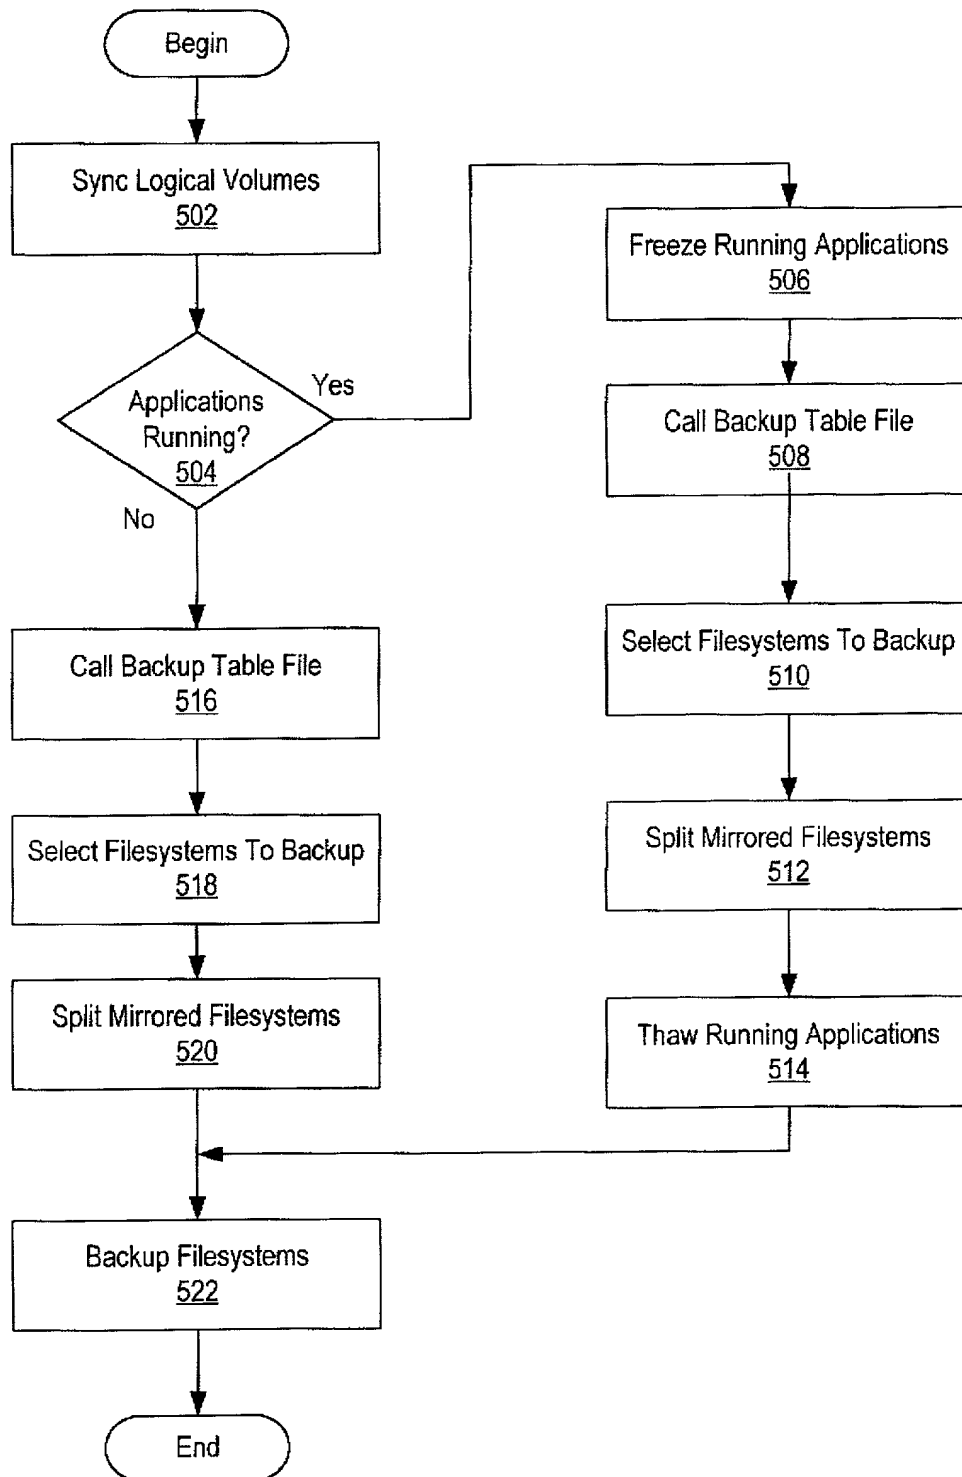 Begin
Sync Logical Volumes
502
Applications
Running?
504
Yes
No
Freeze Running Applications
506
Call Backup Table File
508
Select Filesystems To Backup
510
Split Mirrored Filesystems
512
Thaw Running Applications
514
Call Backup Table File
516
Select Filesystems To Backup
518
Split Mirrored Filesystems
520
Backup Filesystems
522
End